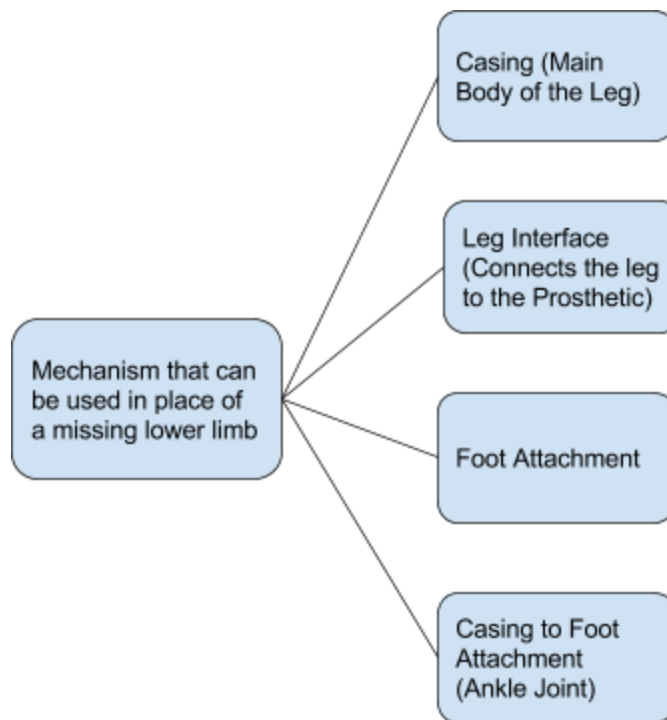 Casing (Main
Body of the Leg)
Leg Interface
(Connects the leg
to the Prosthetic)
Mechanism that can
be used in place of
a missing lower limb
Foot Attachment
Casing to Foot
Attachment
(Ankle Joint)